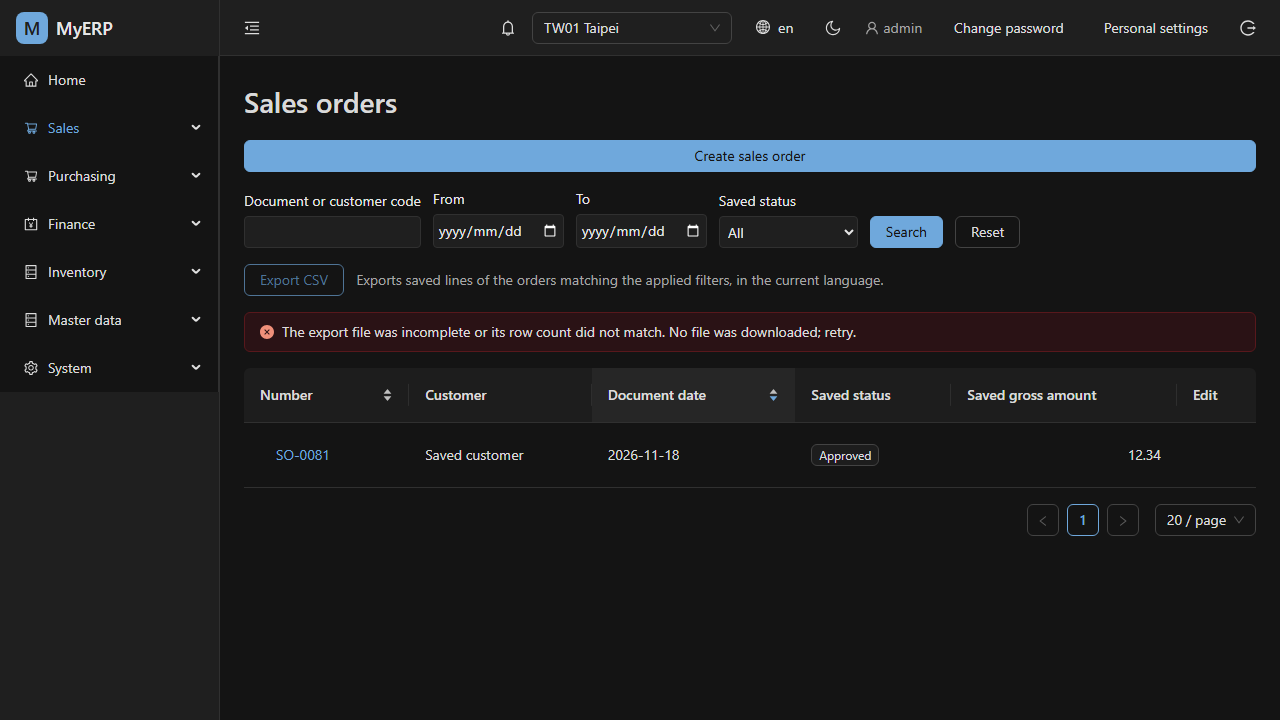 M MyERP
TW01 Taipei
en
admin
Change password
Personal settings
Home
Sales
Purchasing
Finance
Inventory
Master data
System
Sales orders
Create sales order
Document or customer code
From
To
Saved status
yyyy/mm/dd
yyyy/mm/dd
All
Search
Reset
Export CSV
Exports saved lines of the orders matching the applied filters, in the current language.
The export file was incomplete or its row count did not match. No file was downloaded; retry.
Number Customer Document date Saved status Saved gross amount Edit
SO-0081 Saved customer 2026-11-18 Approved 12.34
1
20 / page